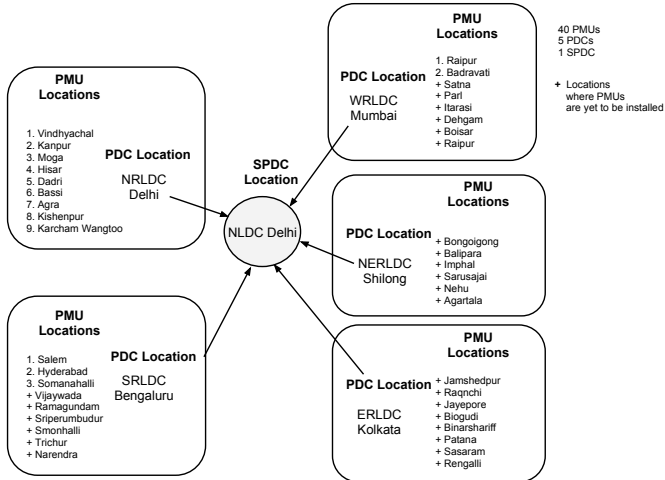 PMU
Locations
1. Vindhyachal
2. Kanpur
3. Moga
4. Hisar
5. Dadri
6. Bassi
7. Agra
8. Kishenpur
9. Karcham Wangtoo
PDC Location
NRLDC
Delhi
PMU
Locations
1. Raipur
2. Badravati
+ Satna
+ Parl
+ Itarasi
+ Dehgam
+ Boisar
+ Raipur
PDC Location
WRLDC
Mumbai
40 PMUs
5 PDCs
1 SPDC
+ Locations
where PMUs
are yet to be installed
SPDC
Location
NLDC Delhi
PMU
Locations
PDC Location
NERLDC
Shilong
+ Bongoigong
+ Balipara
+ Imphal
+ Sarusajai
+ Nehu
+ Agartala
PMU
Locations
1. Salem
2. Hyderabad
3. Somanahalli
+ Vijaywada
+ Ramagundam
+ Sriperumbudur
+ Smonhalli
+ Trichur
+ Narendra
PDC Location
SRLDC
Bengaluru
PMU
Locations
PDC Location
ERLDC
Kolkata
+ Jamshedpur
+ Raqnchi
+ Jayepore
+ Biogudi
+ Binarshariff
+ Patana
+ Sasaram
+ Rengalli